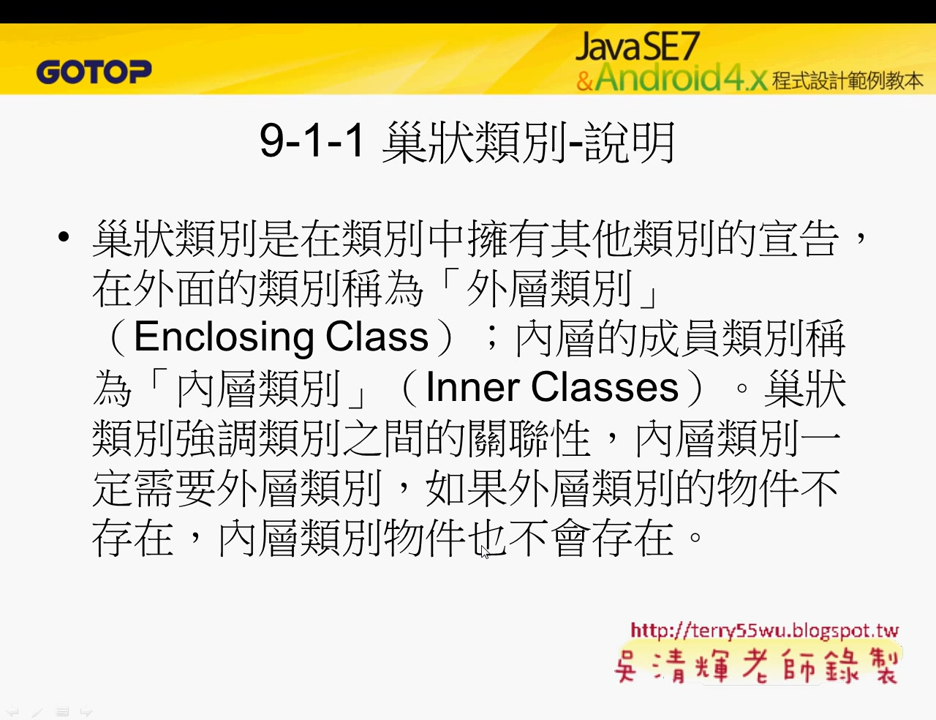 GOTOP
JavaSE7
&Android4.x 程式設計範例教本
9-1-1 巢狀類別-說明
• 巢狀類別是在類別中擁有其他類別的宣告，
在外面的類別稱為「外層類別」
（Enclosing Class）；內層的成員類別稱
為「內層類別」（Inner Classes）。巢狀
類別強調類別之間的關聯性，內層類別一
定需要外層類別，如果外層類別的物件不
存在，內層類別物件也不會存在。
http://terry55wu.blogspot.tw
吳清輝老師錄製